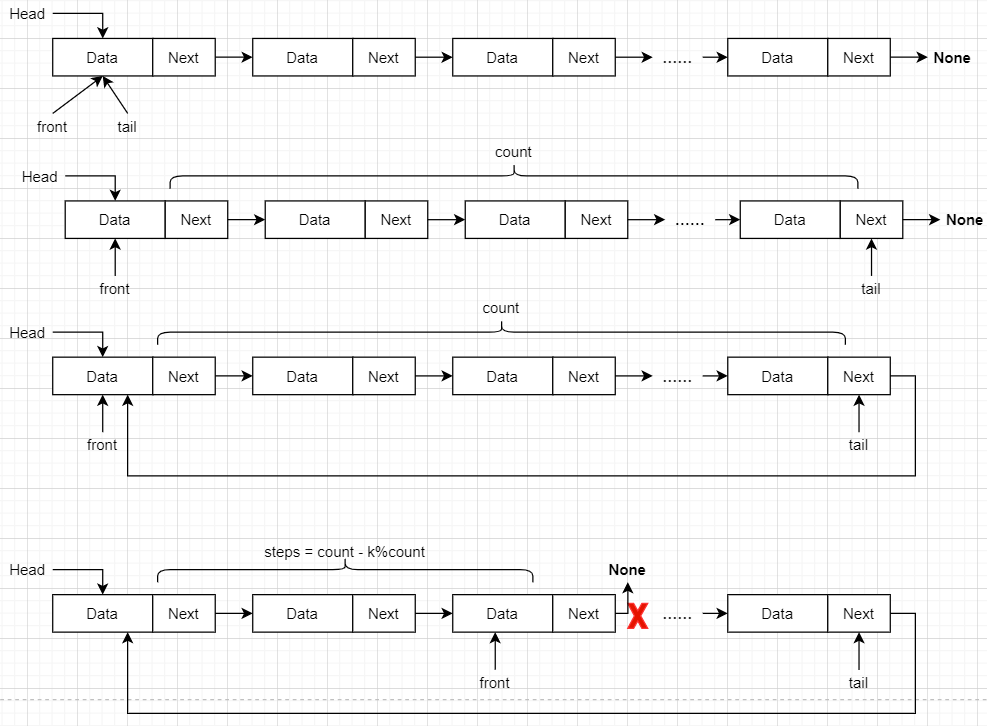 Head
Data Next Data Next Data Next ...... Data Next None
front tail
count
Head
Data Next Data Next Data Next ...... Data Next None
front tail
count
Head
Data Next Data Next Data Next ...... Data Next
front tail
steps = count - k%count
Head None
Data Next Data Next Data Next X ...... Data Next
front tail